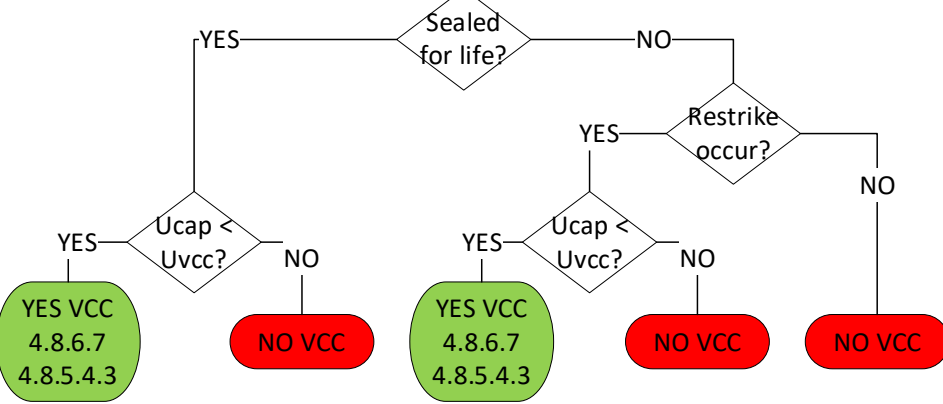 Sealed
for life?
YES
NO
Restrike
occur?
YES
NO
Ucap <
Uvcc?
YES
NO
Ucap <
Uvcc?
YES
NO
YES VCC
4.8.6.7
4.8.5.4.3
NO VCC
YES VCC
4.8.6.7
4.8.5.4.3
NO VCC
NO VCC